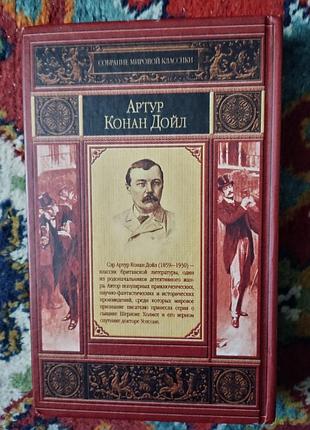 СОБРАНИЕ МИРОВОЙ КЛАССИКИ
АРТУР
КОНАН ДОЙЛ
Сэр Артур Конан Дойл (1859—1930) —
классик британской литературы, один
из родоначальников детективного жан-
ра. Автор популярных приключенческих,
научно-фантастических и исторических
произведений, среди которых мировое
признание писателю принесла серия о
сыщике Шерлоке Холмсе и его верном
спутнике докторе Уотсоне.